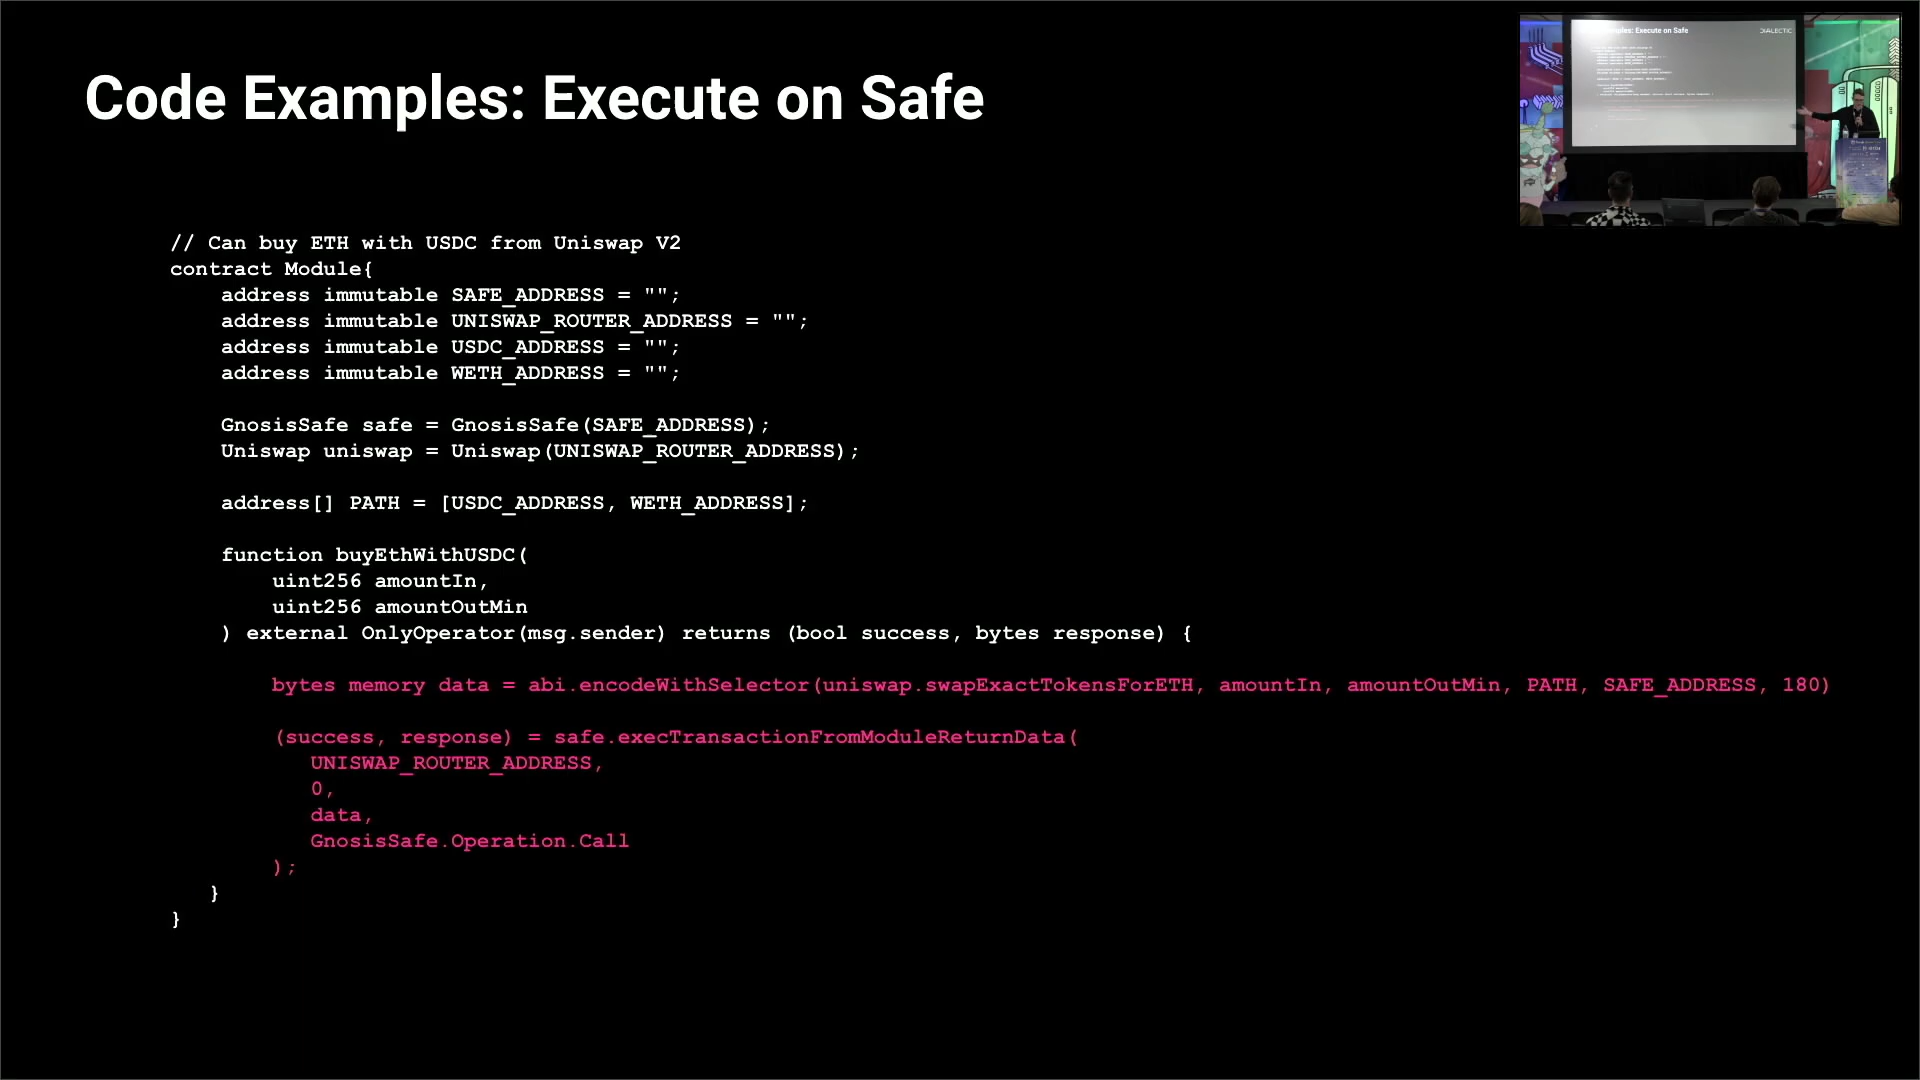 Code Examples: Execute on Safe
// Can buy ETH with USDC from Uniswap V2
contract Module{
address immutable SAFE_ADDRESS = "";
address immutable UNISWAP_ROUTER_ADDRESS = "";
address immutable USDC_ADDRESS = "";
address immutable WETH_ADDRESS = "";
GnosisSafe safe = GnosisSafe(SAFE_ADDRESS);
Uniswap uniswap = Uniswap(UNISWAP_ROUTER_ADDRESS);
address[] PATH = [USDC_ADDRESS, WETH_ADDRESS];
function buyEthWithUSDC(
uint256 amountIn,
uint256 amountOutMin
) external OnlyOperator(msg.sender) returns (bool success, bytes response) {
bytes memory data = abi.encodeWithSelector(uniswap.swapExactTokensForETH, amountIn, amountOutMin, PATH, SAFE_ADDRESS, 180)
(success, response) = safe.execTransactionFromModuleReturnData(
UNISWAP_ROUTER_ADDRESS,
0,
data,
GnosisSafe.Operation.Call
);
}
}
Execute on Safe
DIALECTIC